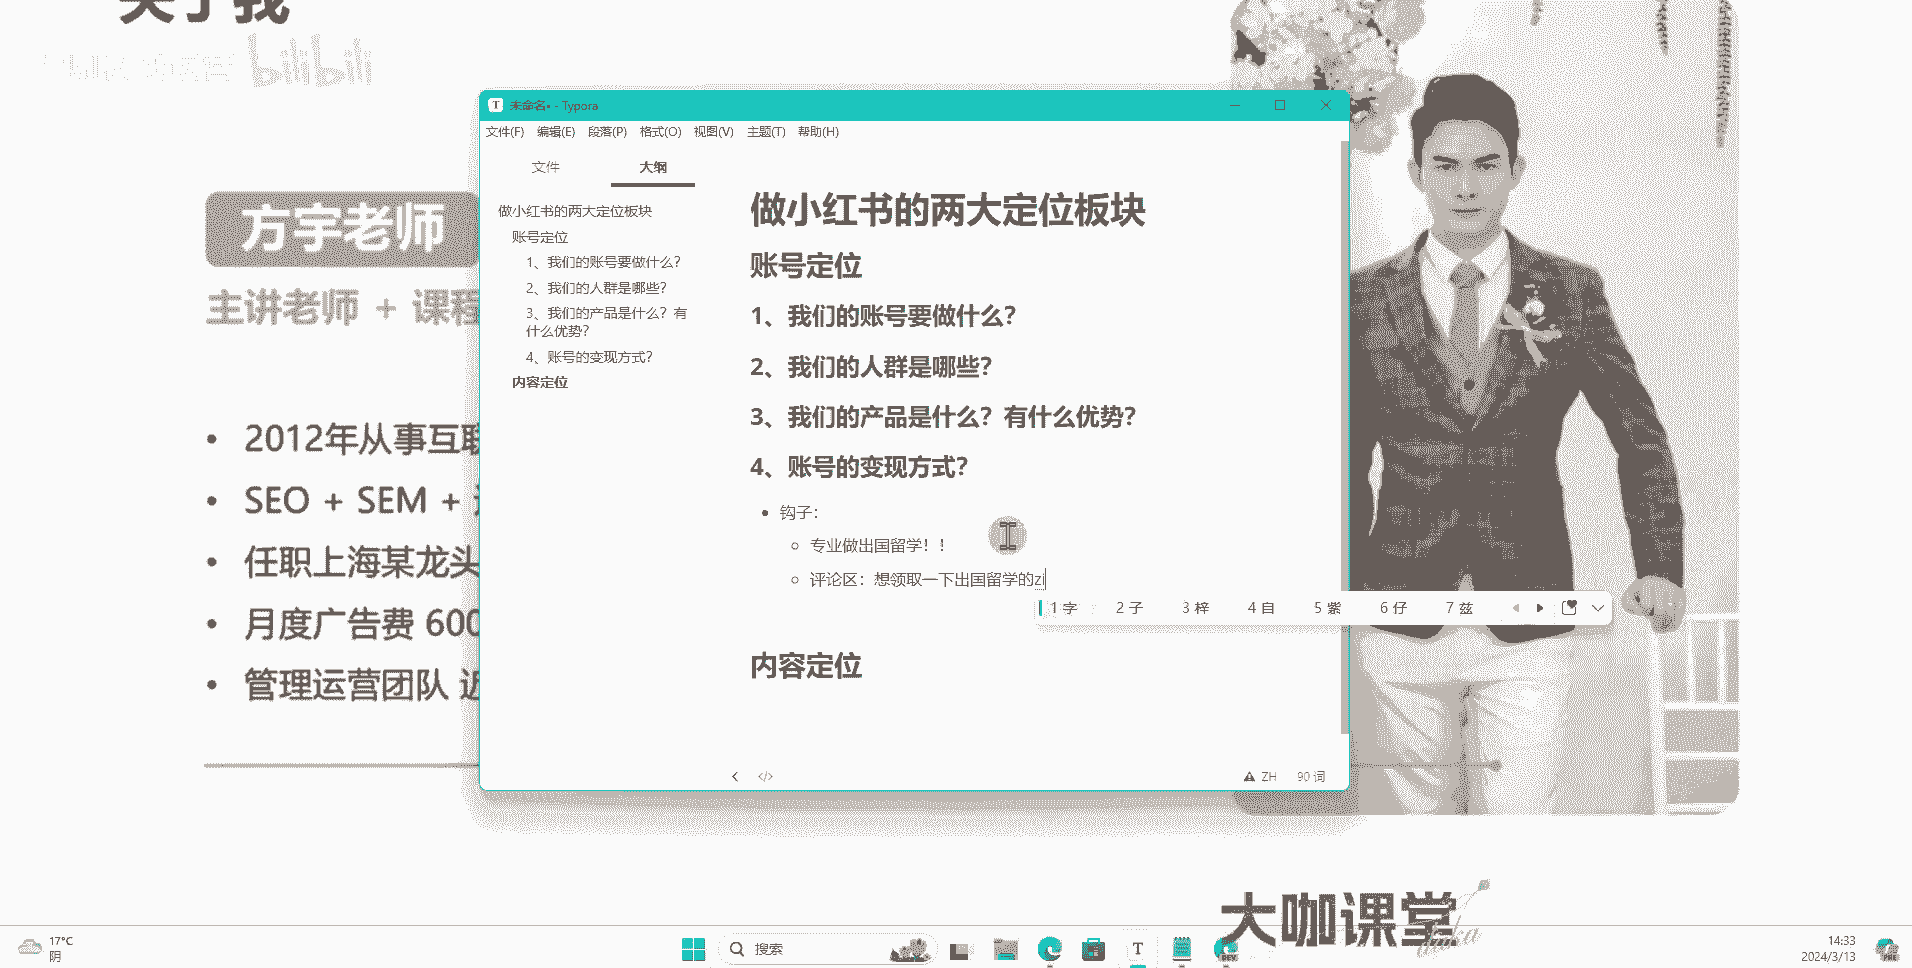 关于我
bilibili
方宇老师
主讲老师 + 课程
• 2012年从事互联
• SEO + SEM +
• 任职上海某龙头
• 月度广告费 600
• 管理运营团队 近
未命名• - Typora
文件(F) 编辑(E) 段落(P) 格式(O) 视图(V) 主题(T) 帮助(H)
文件 大纲
做小红书的两大定位板块
账号定位
1、我们的账号要做什么？
2、我们的人群是哪些？
3、我们的产品是什么？有
什么优势？
4、账号的变现方式？
内容定位
做小红书的两大定位板块
账号定位
1、我们的账号要做什么？
2、我们的人群是哪些？
3、我们的产品是什么？有什么优势？
4、账号的变现方式？
• 钩子：
◦ 专业做出国留学！！
◦ 评论区：想领取一下出国留学的zi
1 字 2 子 3 梓 4 自 5 紫 6 仔 7 兹
内容定位
ZH 90 词
大咖课堂
daka
17°C
阴
搜索
14:33
2024/3/13